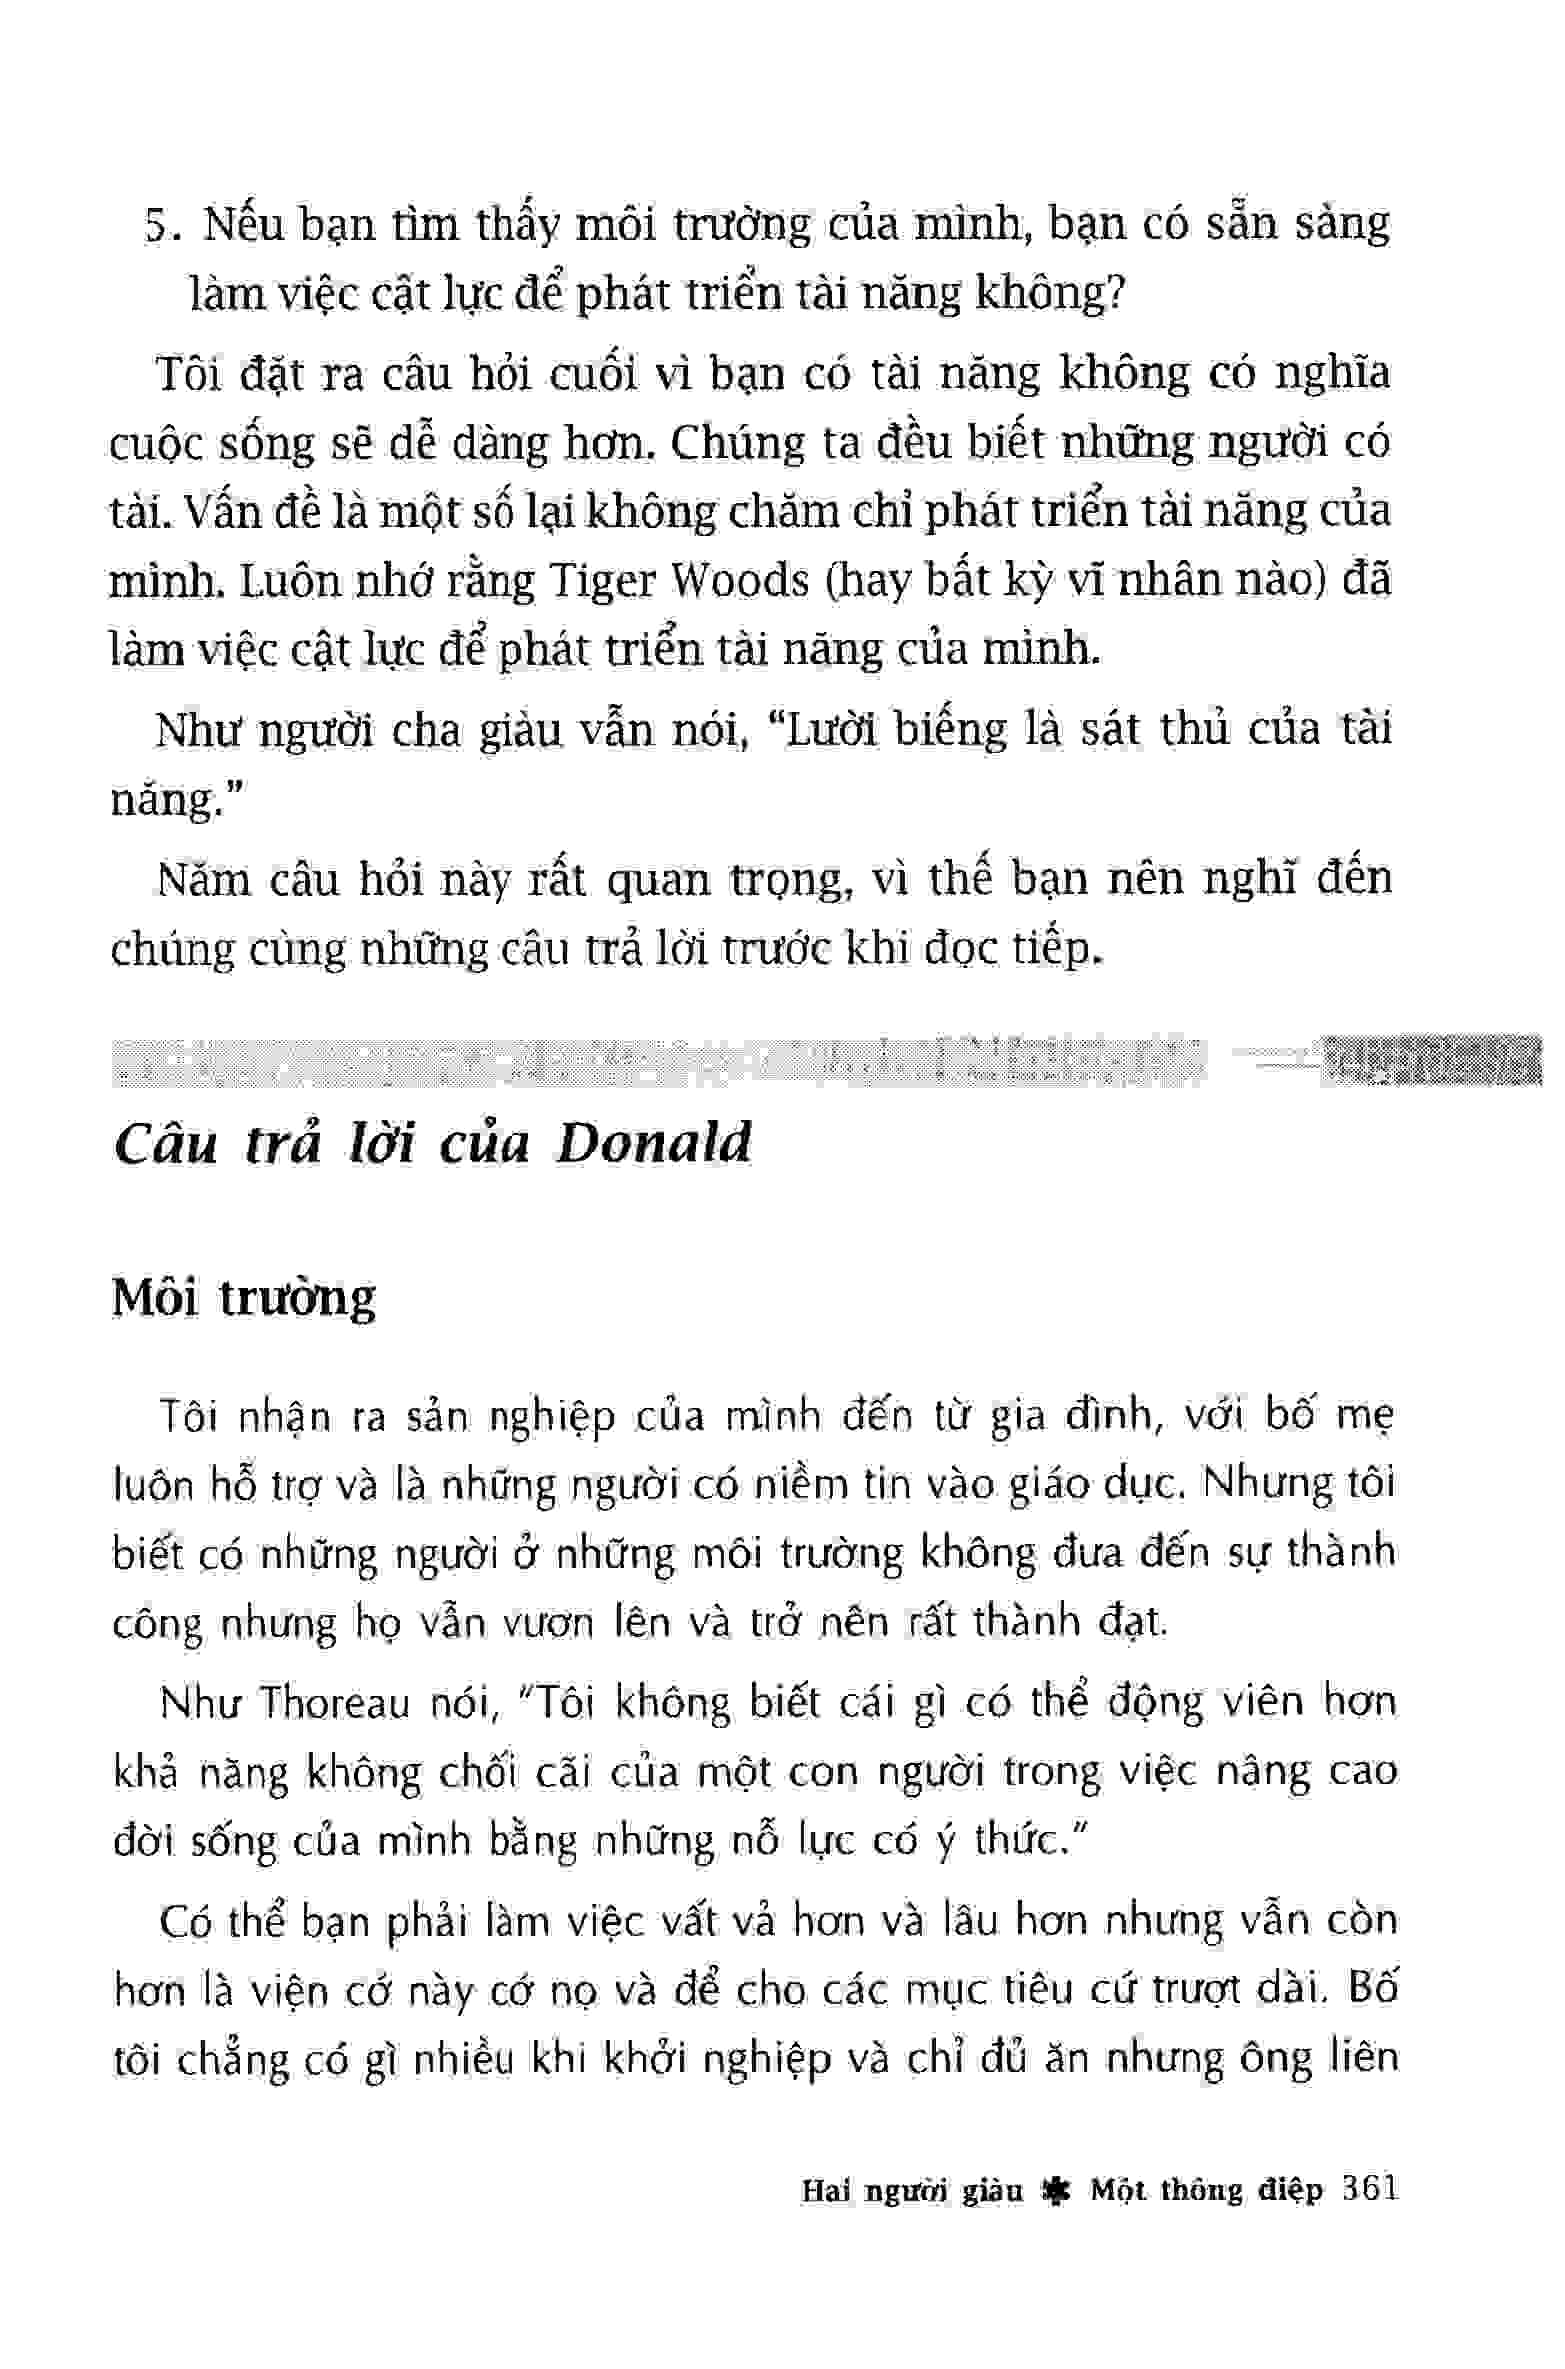 5. Nếu bạn tìm thấy môi trường của mình, bạn có sẵn sàng
làm việc cật lực để phát triển tài năng không?
Tôi đặt ra câu hỏi cuối vì bạn có tài năng không có nghĩa
cuộc sống sẽ dễ dàng hơn. Chúng ta đều biết những người có
tài. Vấn đề là một số lại không chăm chỉ phát triển tài năng của
mình. Luôn nhớ rằng Tiger Woods (hay bất kỳ vĩ nhân nào) đã
làm việc cật lực để phát triển tài năng của mình.
Như người cha giàu vẫn nói, “Lười biếng là sát thủ của tài
năng.”
Năm câu hỏi này rất quan trọng, vì thế bạn nên nghĩ đến
chúng cùng những câu trả lời trước khi đọc tiếp.
Câu trả lời của Donald
Môi trường
Tôi nhận ra sản nghiệp của mình đến từ gia đình, với bố mẹ
luôn hỗ trợ và là những người có niềm tin vào giáo dục. Nhưng tôi
biết có những người ở những môi trường không đưa đến sự thành
công nhưng họ vẫn vươn lên và trở nên rất thành đạt.
Như Thoreau nói, "Tôi không biết cái gì có thể động viên hơn
khả năng không chối cãi của một con người trong việc nâng cao
đời sống của mình bằng những nỗ lực có ý thức."
Có thể bạn phải làm việc vất vả hơn và lâu hơn nhưng vẫn còn
hơn là viện cớ này cớ nọ và để cho các mục tiêu cứ trượt dài. Bố
tôi chẳng có gì nhiều khi khởi nghiệp và chỉ đủ ăn nhưng ông liên
Hai người giàu ✱ Một thông điệp 361